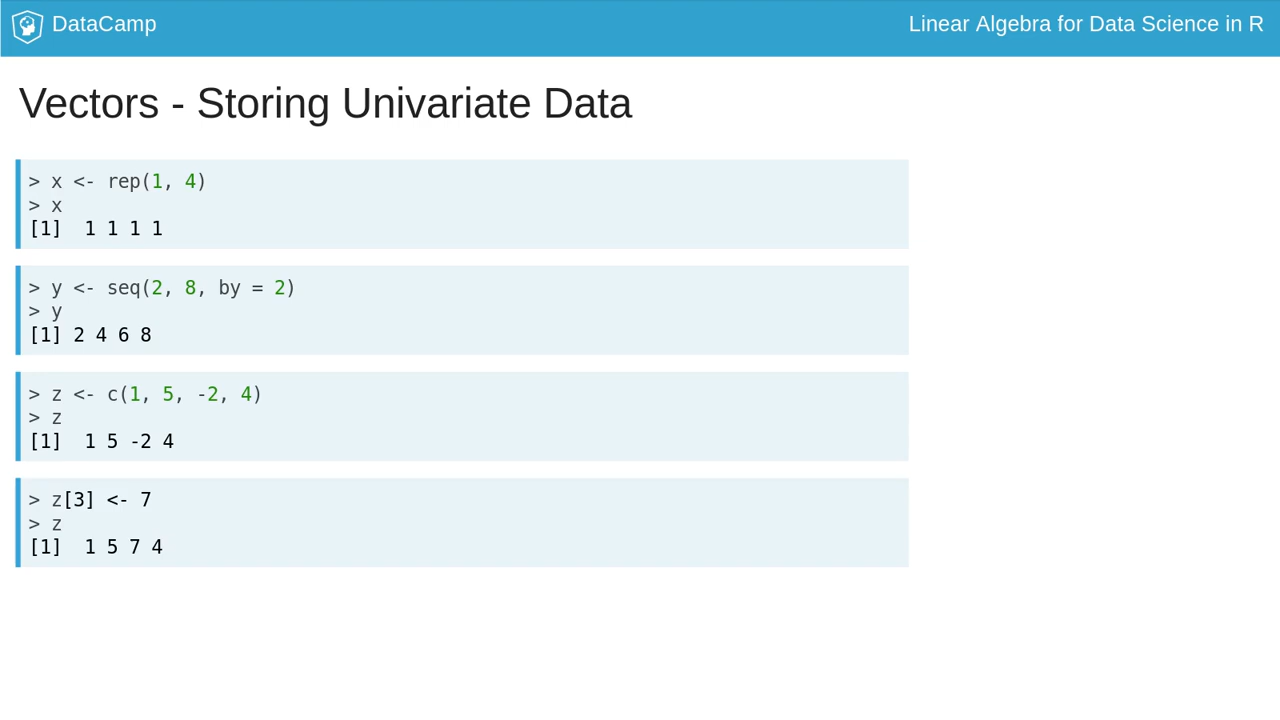 DataCamp
Linear Algebra for Data Science in R
Vectors - Storing Univariate Data
> x <- rep(1, 4)
> x
[1]  1 1 1 1
> y <- seq(2, 8, by = 2)
> y
[1] 2 4 6 8
> z <- c(1, 5, -2, 4)
> z
[1]  1 5 -2 4
> z[3] <- 7
> z
[1]  1 5 7 4